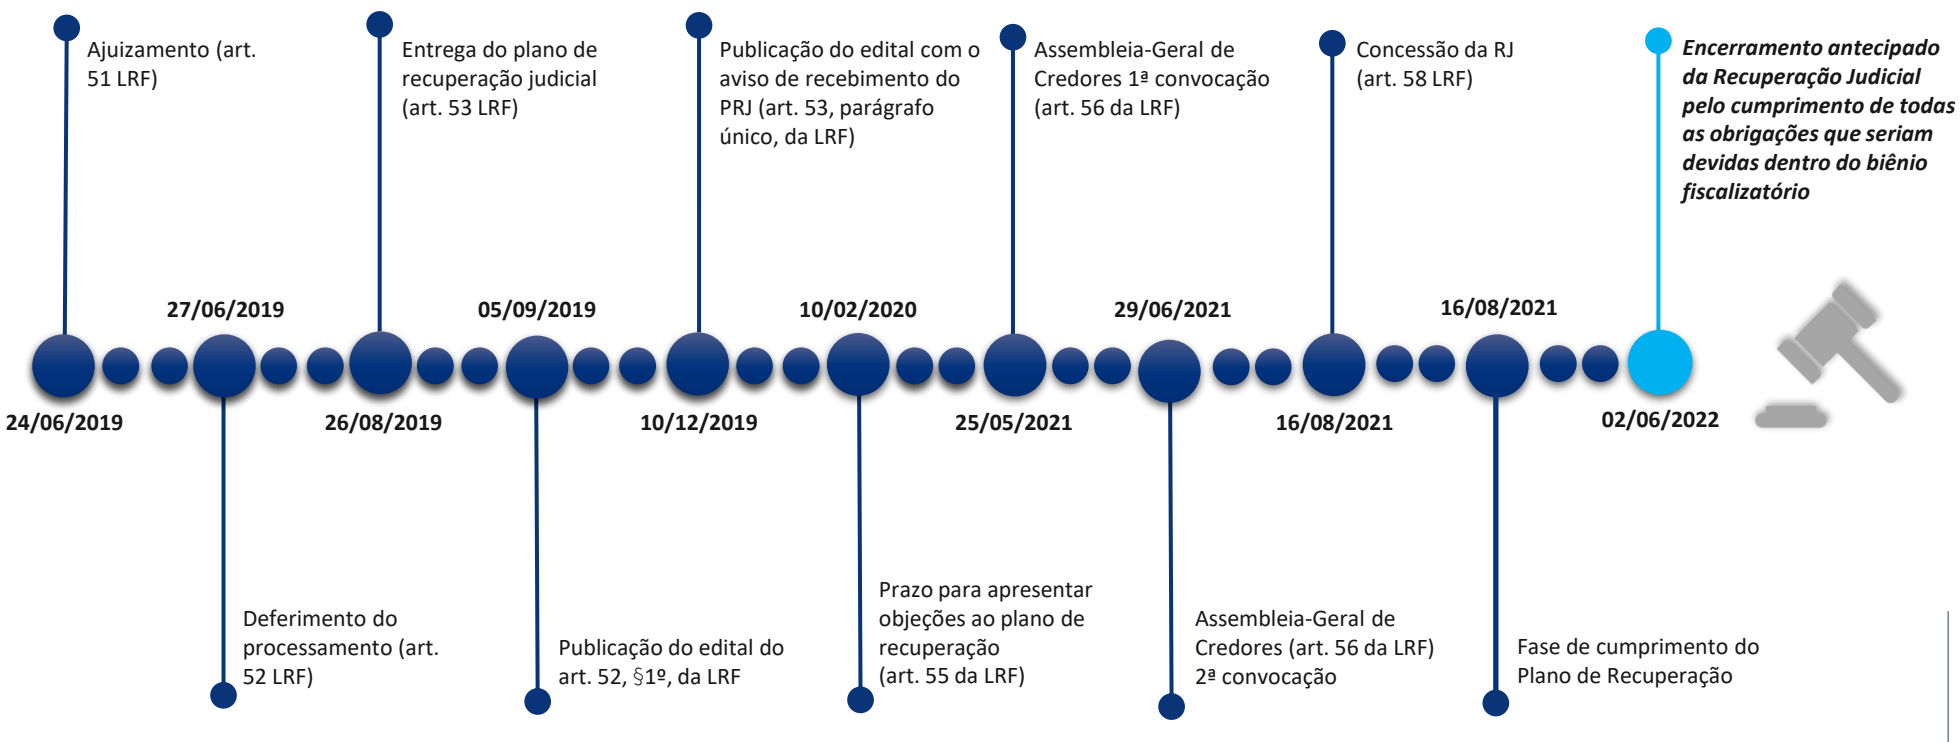 Ajuizamento (art.
51 LRF)
Entrega do plano de
recuperação judicial
(art. 53 LRF)
Publicação do edital com o
aviso de recebimento do
PRJ (art. 53, parágrafo
único, da LRF)
Assembleia-Geral de
Credores 1ª convocação
(art. 56 da LRF)
Concessão da RJ
(art. 58 LRF)
Encerramento antecipado
da Recuperação Judicial
pelo cumprimento de todas
as obrigações que seriam
devidas dentro do biênio
fiscalizatório
27/06/2019
05/09/2019
10/02/2020
29/06/2021
16/08/2021
24/06/2019
26/08/2019
10/12/2019
25/05/2021
16/08/2021
02/06/2022
Deferimento do
processamento (art.
52 LRF)
Publicação do edital do
art. 52, §1º, da LRF
Prazo para apresentar
objeções ao plano de
recuperação
(art. 55 da LRF)
Assembleia-Geral de
Credores (art. 56 da LRF)
2ª convocação
Fase de cumprimento do
Plano de Recuperação